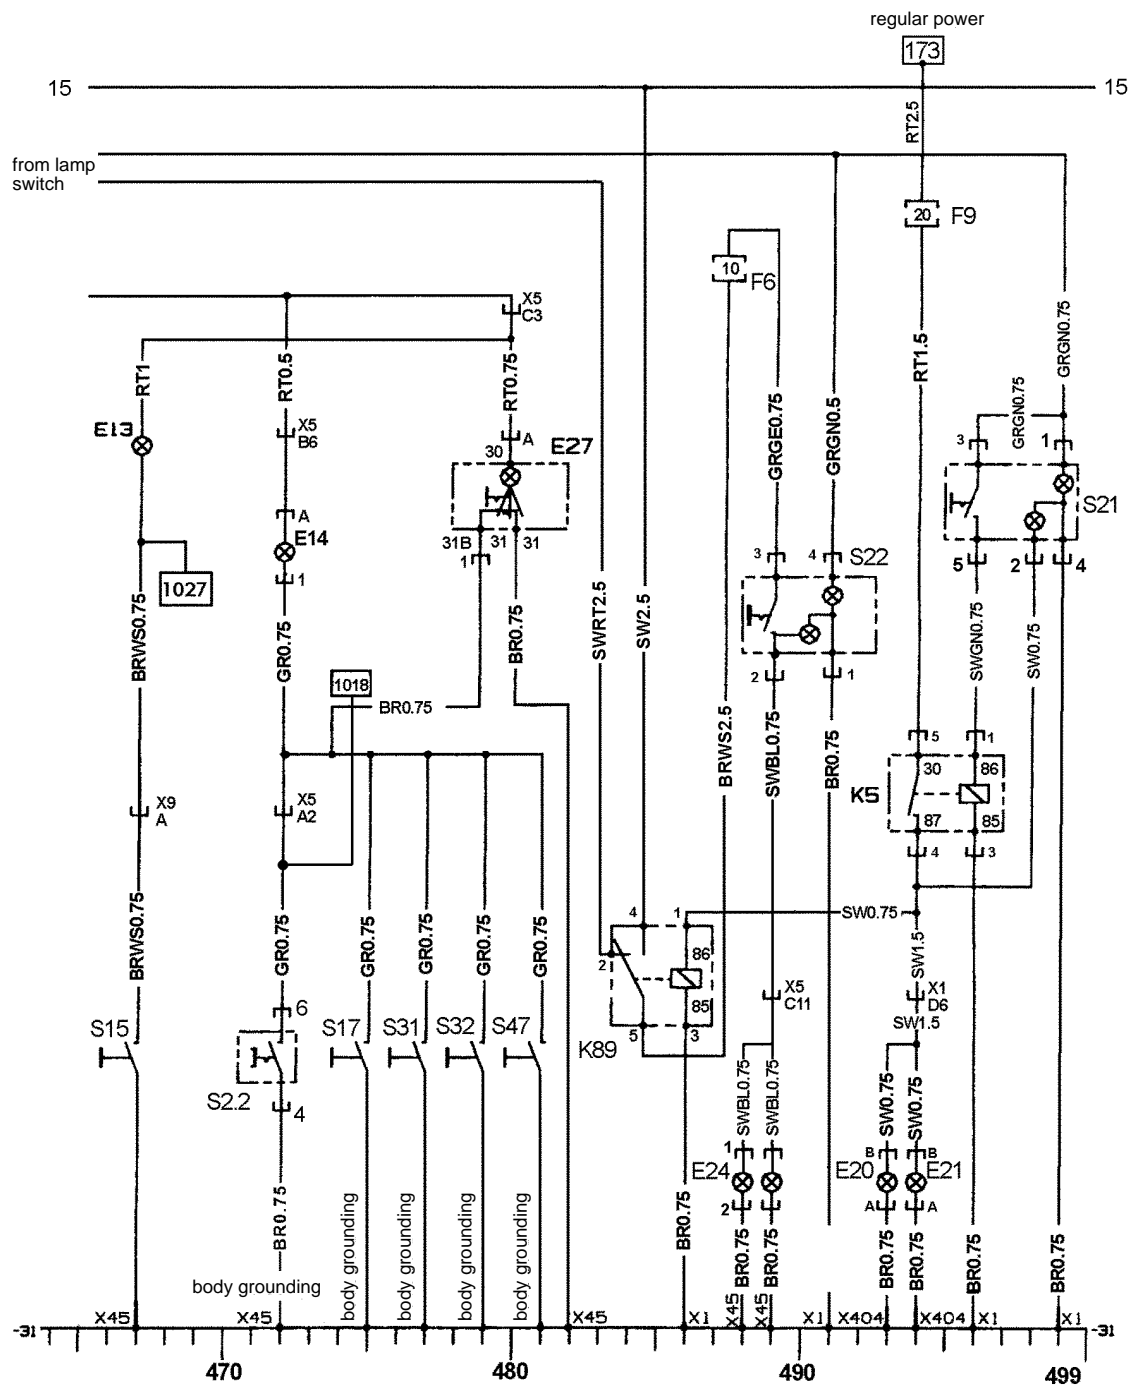 regular power
173
15
15
RT2.5
from lamp
switch
20
F9
10
F6
X5
C3
RT1
RT0.5
RT0.75
GRGE0.75
GRGN0.5
RT1.5
GRGN0.75
GRGN0.75
E13
X5
B6
A
30
E27
3
1
S21
A
E14
1
31B
31
31
1
3
4
S22
5
2
4
1027
BRWS0.75
GR0.75
BR0.75
SWRT2.5
SW2.5
2
1
SWGN0.75
SW0.75
1018
BR0.75
BRWS2.5
SWBL0.75
BR0.75
5
1
30
86
K5
87
85
4
3
X9
A
X5
A2
BRWS0.75
GR0.75
GR0.75
GR0.75
GR0.75
GR0.75
4
1
SW0.75
2
86
85
5
3
K89
SW1.5
X5
C11
X1
D6
SW1.5
6
S15
S17
S31
S32
S47
S2.2
4
SWBL0.75
SWBL0.75
SW0.75
SW0.75
1
E24
2
B
E20
A
B
E21
A
BR0.75
body grounding
body grounding
body grounding
body grounding
body grounding
BR0.75
BR0.75
BR0.75
BR0.75
BR0.75
BR0.75
BR0.75
-31
X45
X45
X45
X1
X45
X45
X1
X404
X404
X1
X1
-31
470
480
490
499